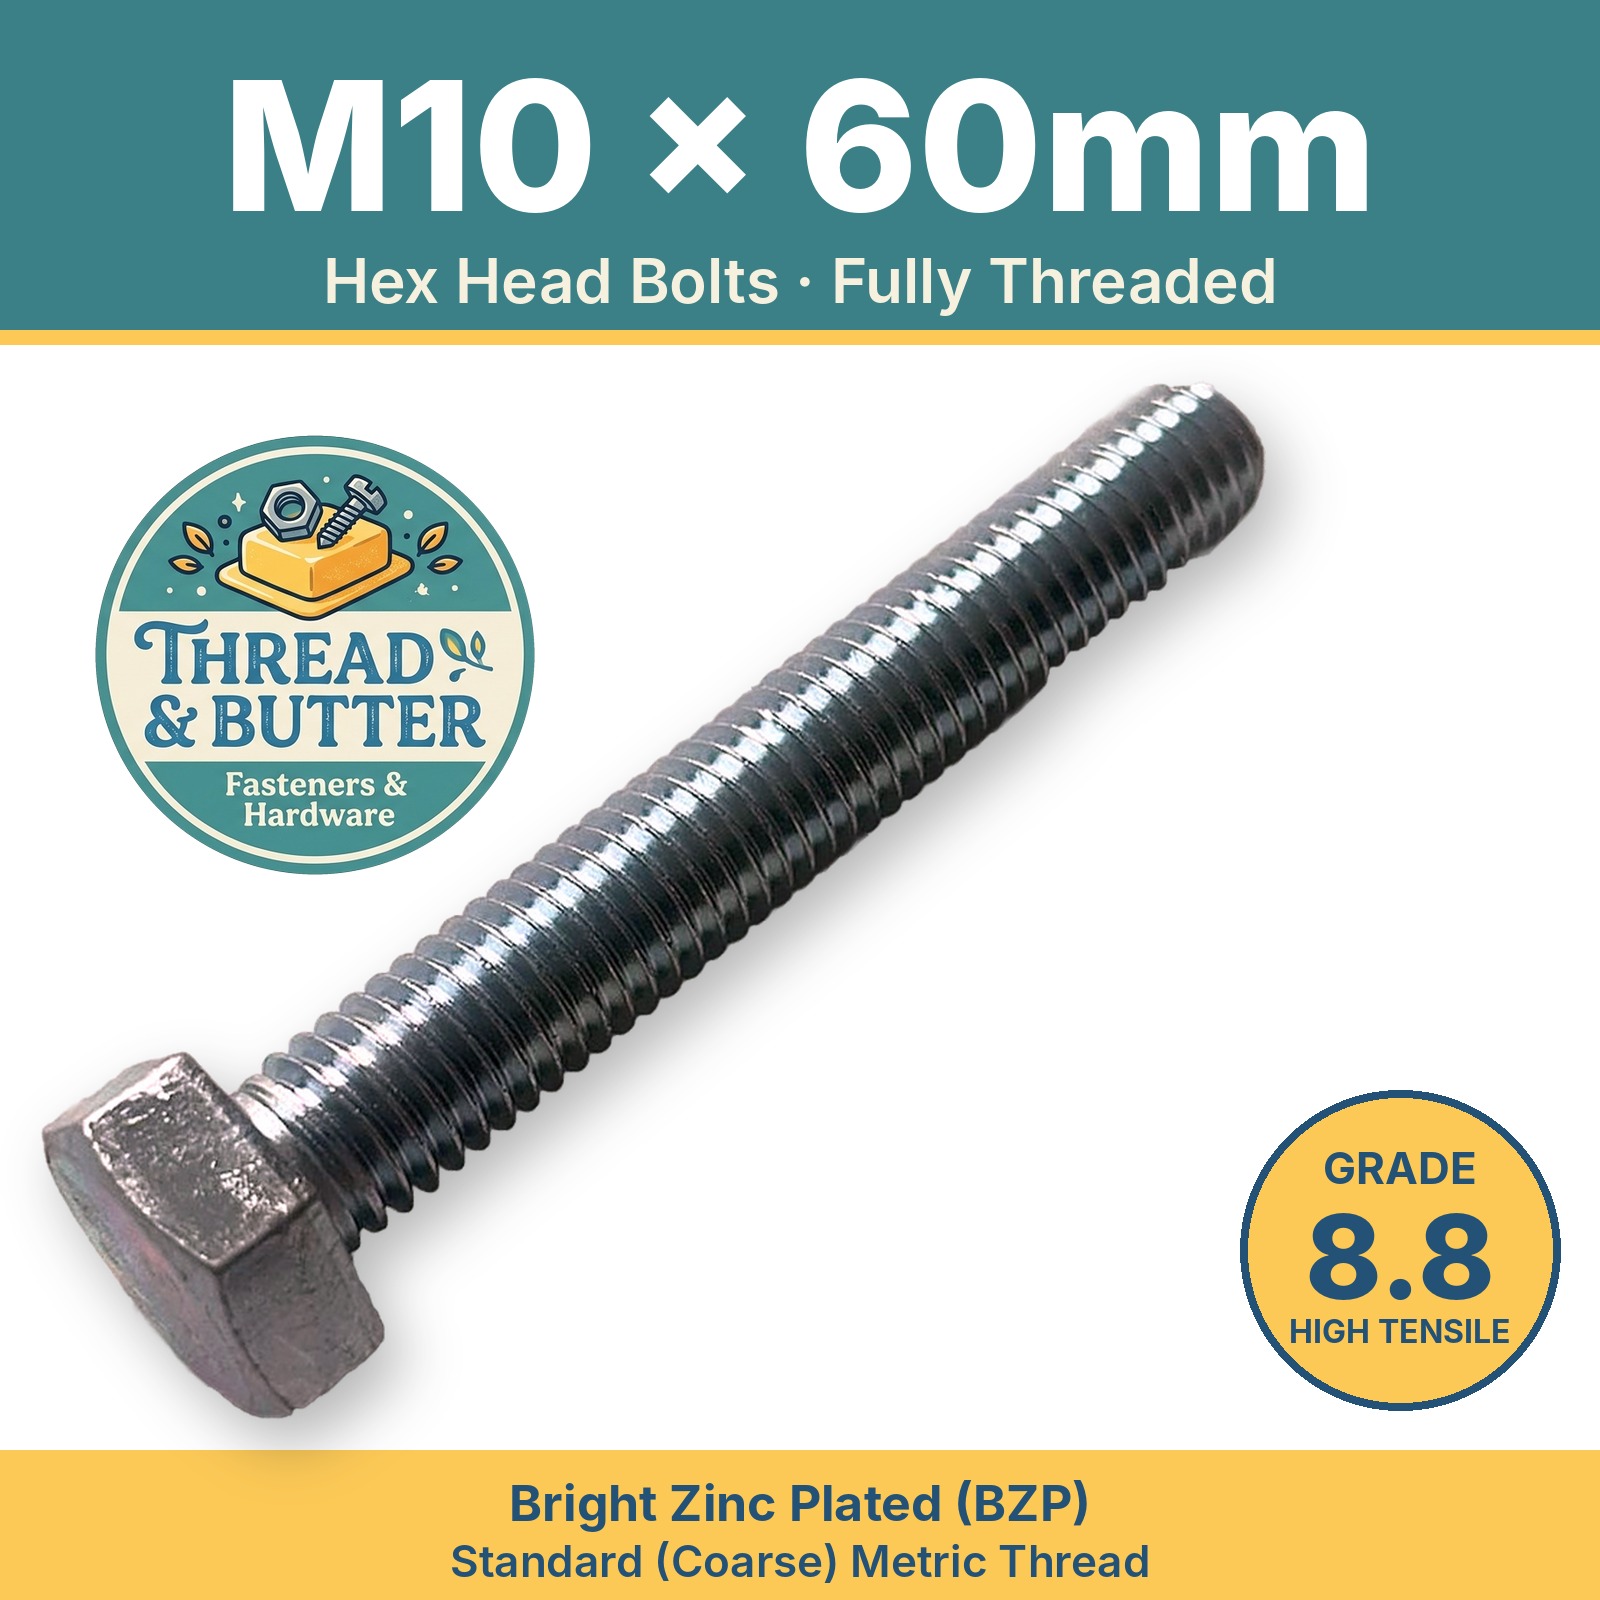 M10 × 60mm
Hex Head Bolts · Fully Threaded
THREAD
& BUTTER
Fasteners &
Hardware
GRADE
8.8
HIGH TENSILE
Bright Zinc Plated (BZP)
Standard (Coarse) Metric Thread